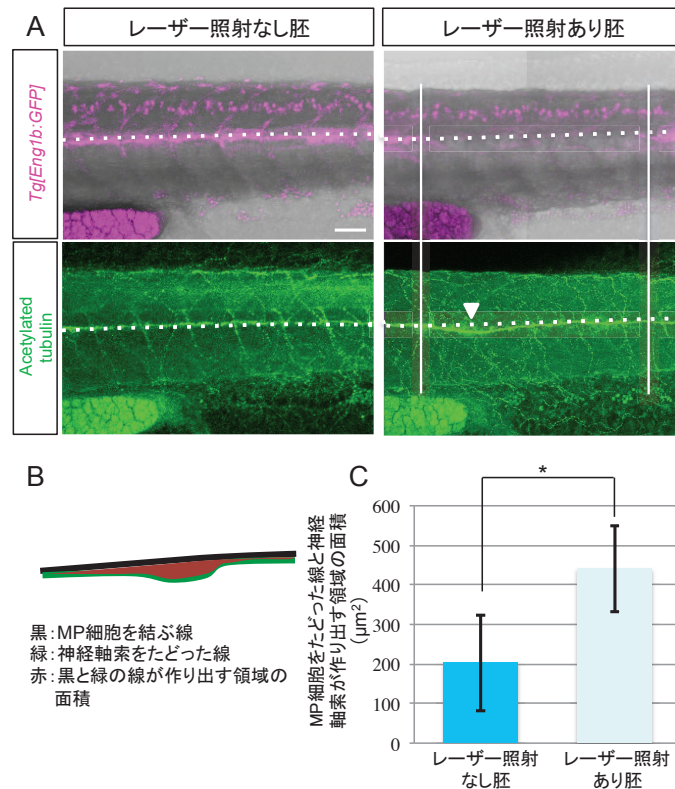 A
レーザー照射なし胚
レーザー照射あり胚
Tg[Eng1b:GFP]
Acetylated
tubulin
B
黒:MP細胞を結ぶ線
緑:神経軸索をたどった線
赤:黒と緑の線が作り出す領域の
面積
C
MP細胞をたどった線と神経
軸索が作り出す領域の面積
(μm²)
*
600
500
400
300
200
100
0
レーザー照射
なし胚
レーザー照射
あり胚